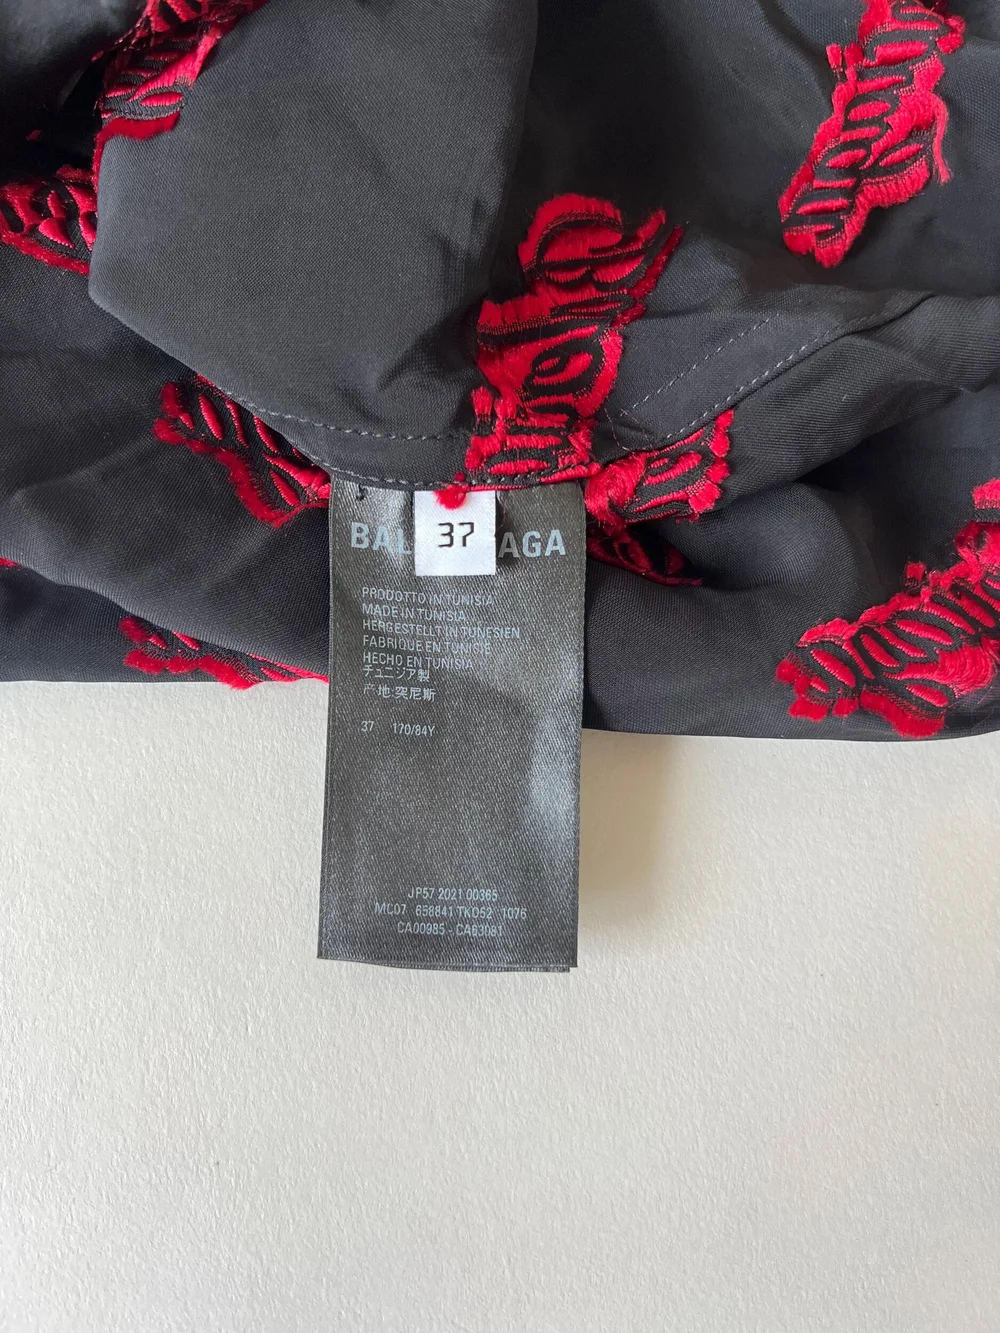 BAL AGA
37
PRODOTTO IN TUNISIA
MADE IN TUNISIA
HERGESTELLT IN TUNESIEN
FABRIQUE EN TUNISIE
HECHO EN TUNISIA
チュニジア製
产地:突尼斯
37 170/84Y
JP57 2021 00365
MC07 658841 TKD52 1076
CA00985 - CA63081